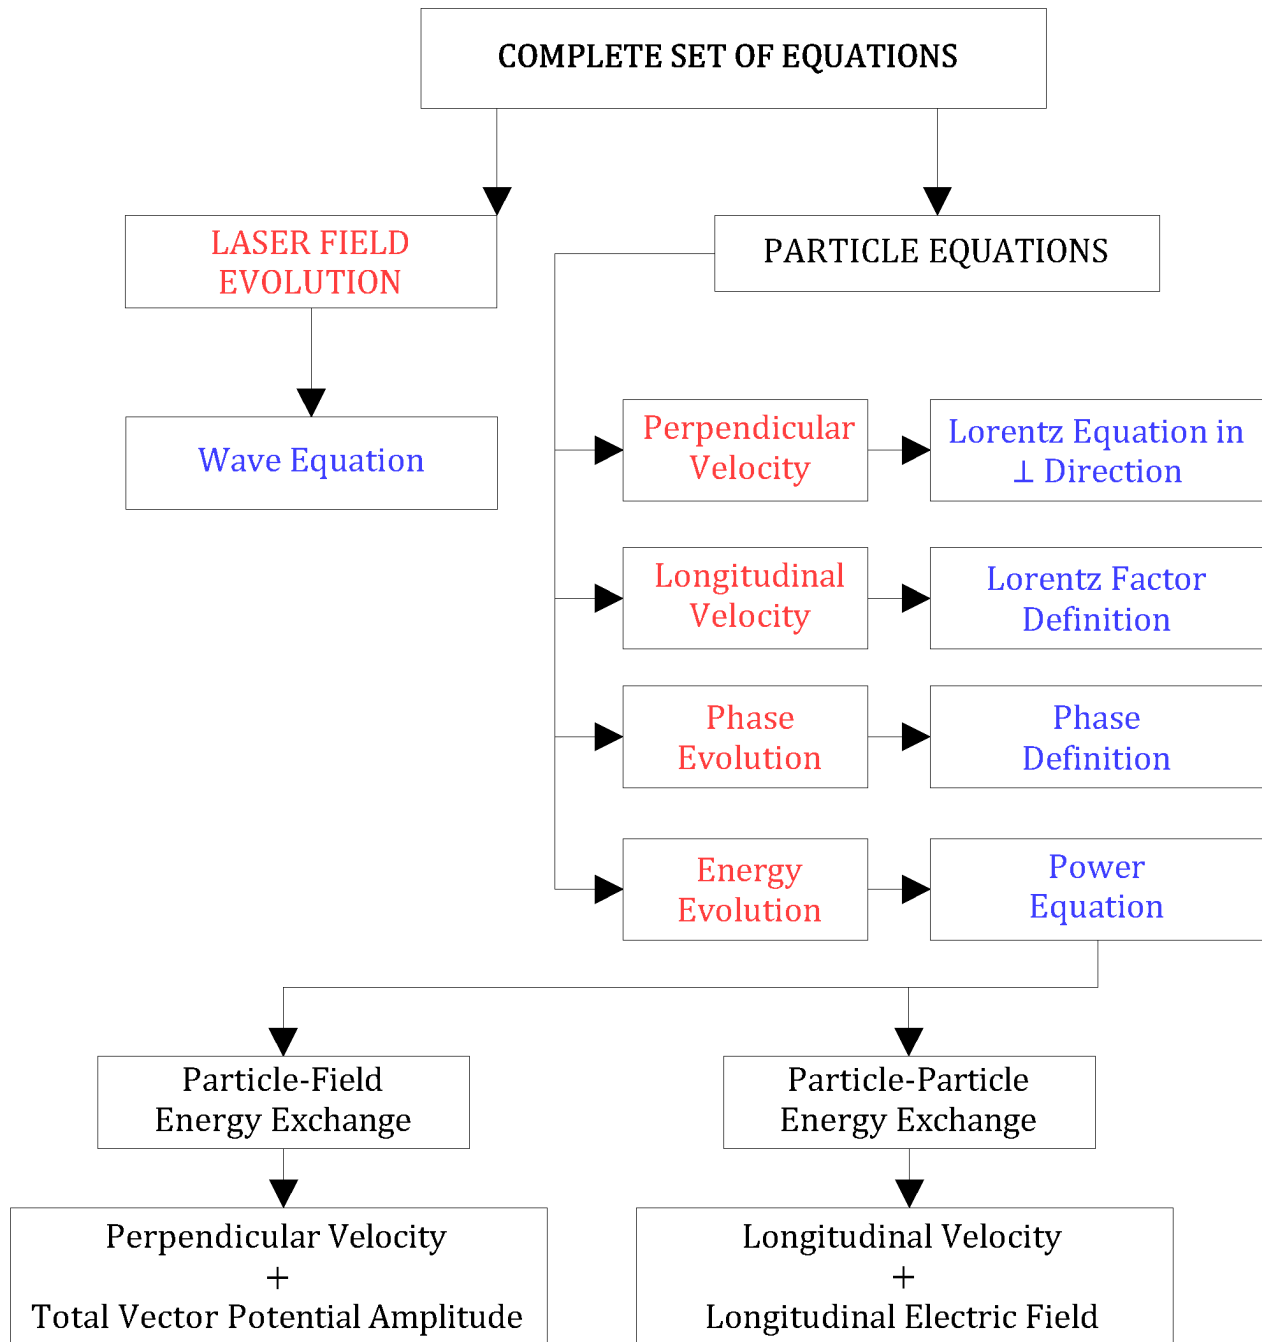 COMPLETE SET OF EQUATIONS
LASER FIELD
EVOLUTION
PARTICLE EQUATIONS
Wave Equation
Perpendicular
Velocity
Lorentz Equation in
⊥ Direction
Longitudinal
Velocity
Lorentz Factor
Definition
Phase
Evolution
Phase
Definition
Energy
Evolution
Power
Equation
Particle-Field
Energy Exchange
Particle-Particle
Energy Exchange
Perpendicular Velocity
+
Total Vector Potential Amplitude
Longitudinal Velocity
+
Longitudinal Electric Field